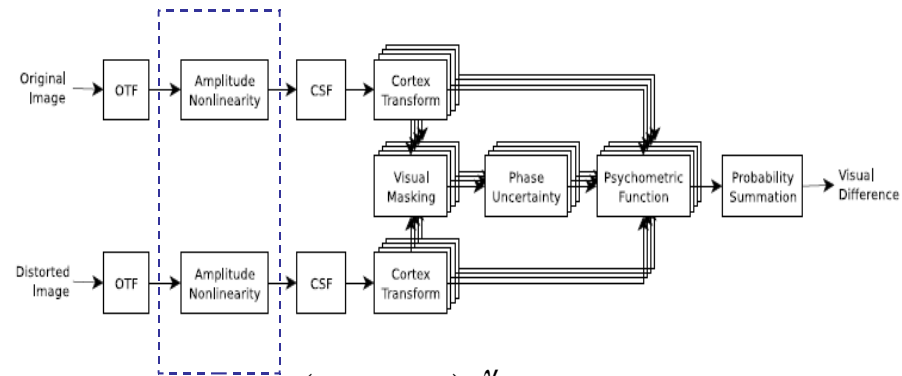 Original
Image
OTF
Amplitude
Nonlinearity
CSF
Cortex
Transform
Visual
Masking
Phase
Uncertainty
Psychometric
Function
Probability
Summation
Visual
Difference
Distorted
Image
OTF
Amplitude
Nonlinearity
CSF
Cortex
Transform